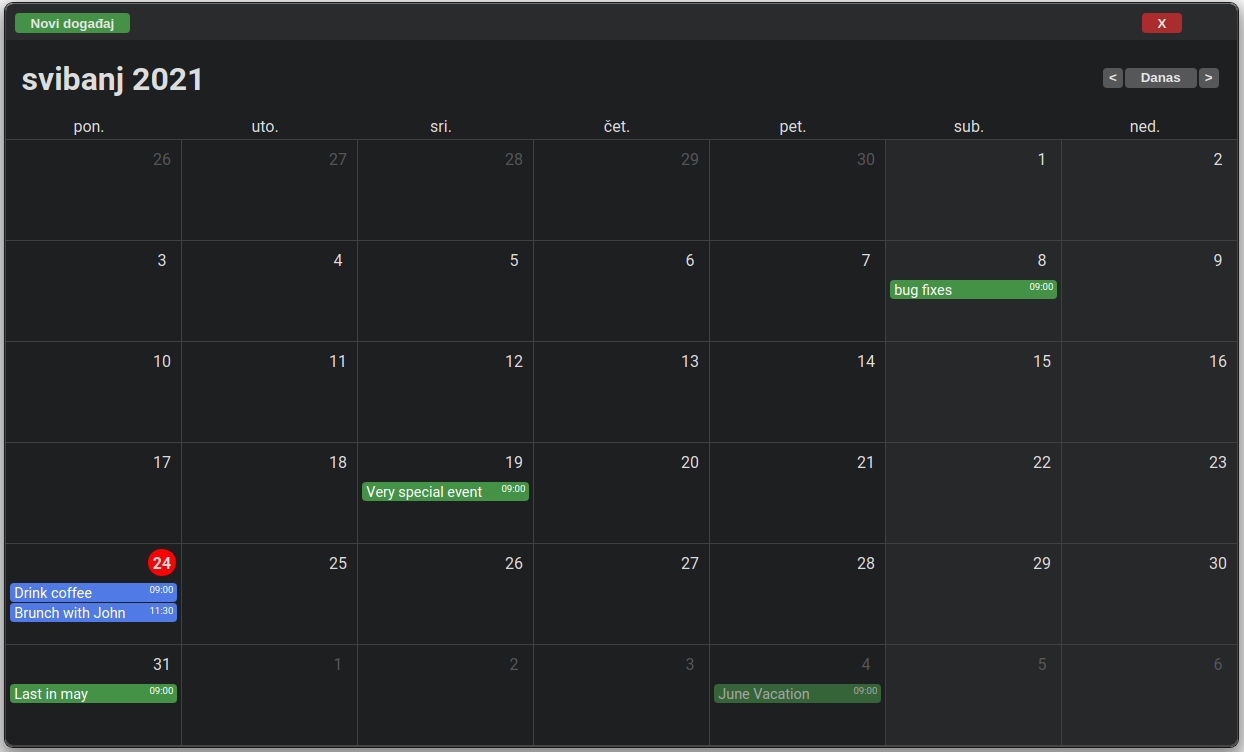 Novi događaj X
svibanj 2021 < Danas >
pon. uto. sri. čet. pet. sub. ned.
26 27 28 29 30 1 2
3 4 5 6 7 8 9
bug fixes 09:00
10 11 12 13 14 15 16
17 18 19 20 21 22 23
Very special event 09:00
24 25 26 27 28 29 30
Drink coffee 09:00
Brunch with John 11:30
31 1 2 3 4 5 6
Last in may 09:00 June Vacation 09:00